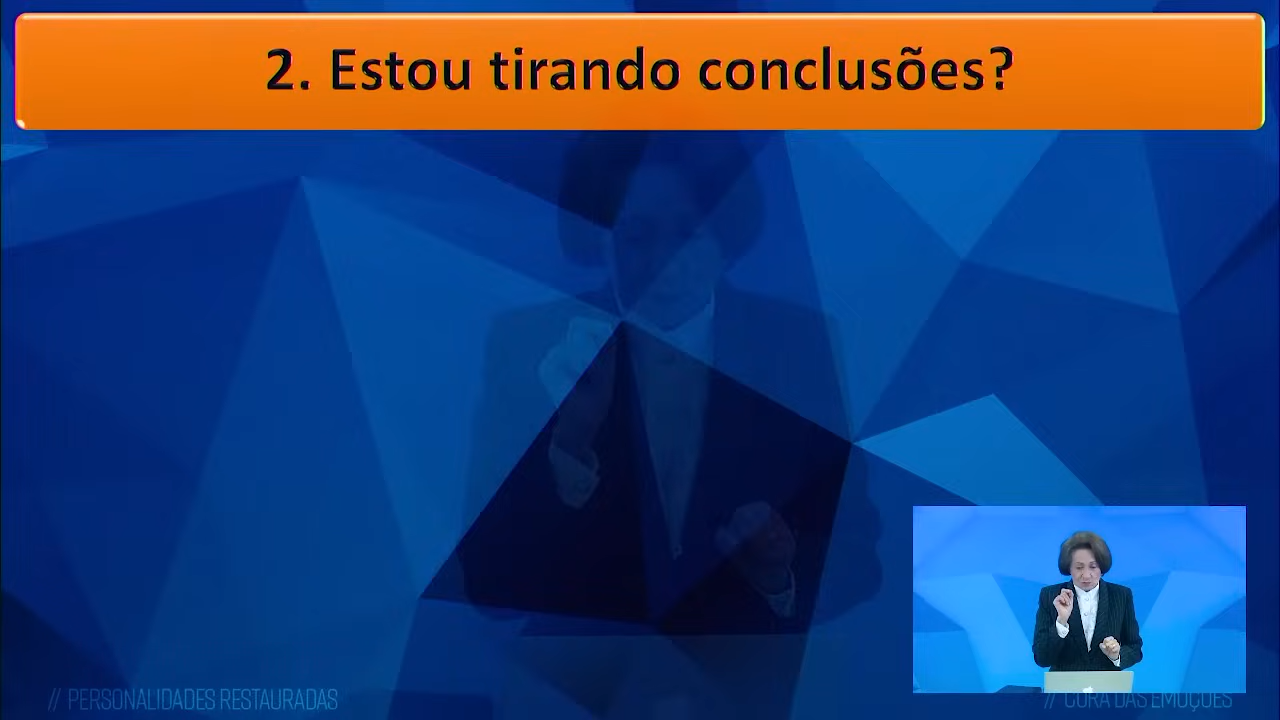 2. Estou tirando conclusões?
// PERSONALIDADES RESTAURADAS
// CURA DAS EMOÇÕES